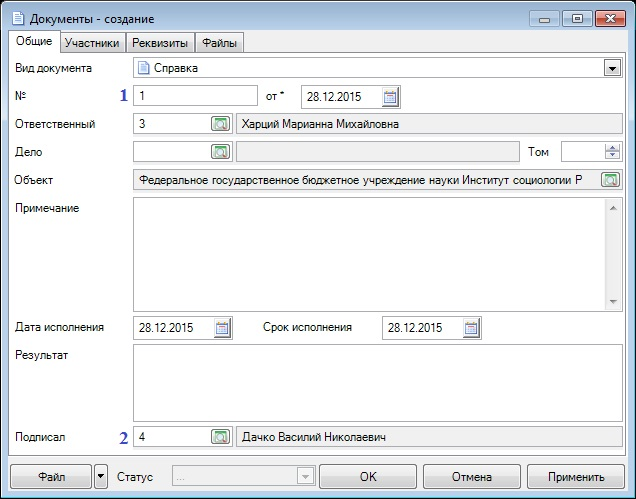 Документы - создание
Общие Участники Реквизиты Файлы
Вид документа Справка
№ 1 1 от * 28.12.2015
Ответственный 3 Харций Марианна Михайловна
Дело Том
Объект Федеральное государственное бюджетное учреждение науки Институт социологии Р
Примечание
Дата исполнения 28.12.2015 Срок исполнения 28.12.2015
Результат
Подписал 2 4 Дачко Василий Николаевич
Файл Статус ... OK Отмена Применить